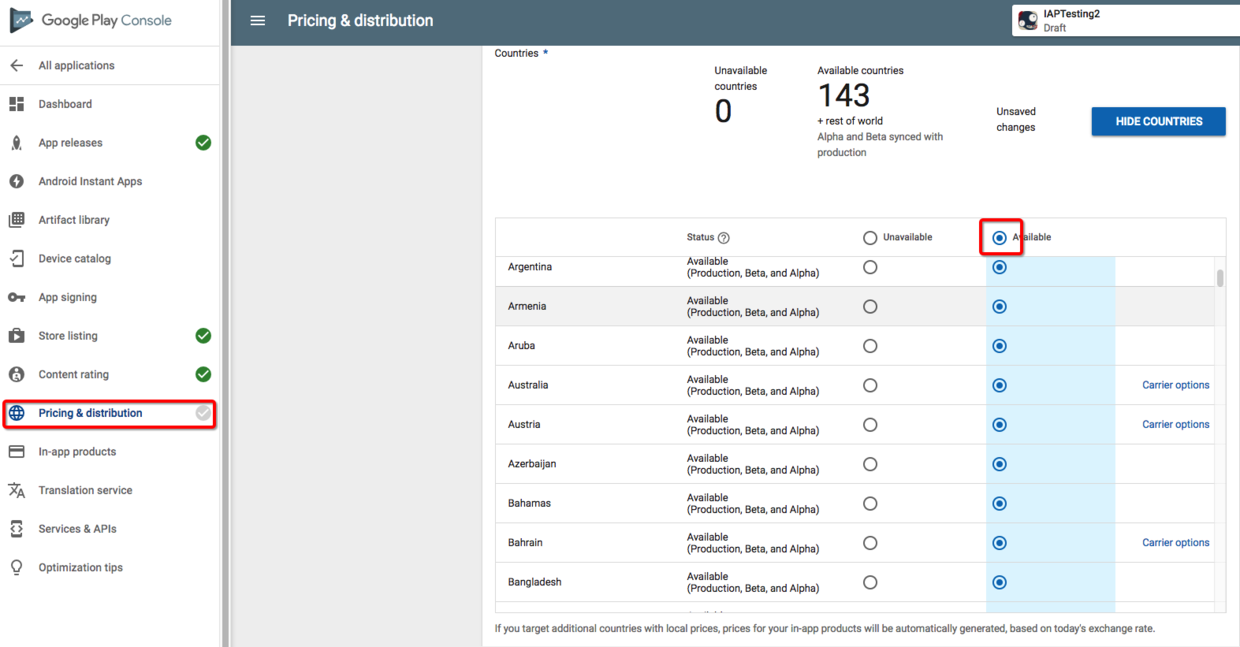 Google Play Console
Pricing & distribution
IAPTesting2
Draft
All applications
Dashboard
App releases
Android Instant Apps
Artifact library
Device catalog
App signing
Store listing
Content rating
Pricing & distribution
In-app products
Translation service
Services & APIs
Optimization tips
Countries *
Unavailable
countries
0
Available countries
143
+ rest of world
Alpha and Beta synced with
production
Unsaved
changes
HIDE COUNTRIES
Status Unavailable Available
Argentina Available
(Production, Beta, and Alpha)
Armenia Available
(Production, Beta, and Alpha)
Aruba Available
(Production, Beta, and Alpha)
Australia Available
(Production, Beta, and Alpha) Carrier options
Austria Available
(Production, Beta, and Alpha) Carrier options
Azerbaijan Available
(Production, Beta, and Alpha)
Bahamas Available
(Production, Beta, and Alpha)
Bahrain Available
(Production, Beta, and Alpha) Carrier options
Bangladesh Available
(Production, Beta, and Alpha)
If you target additional countries with local prices, prices for your in-app products will be automatically generated, based on today's exchange rate.